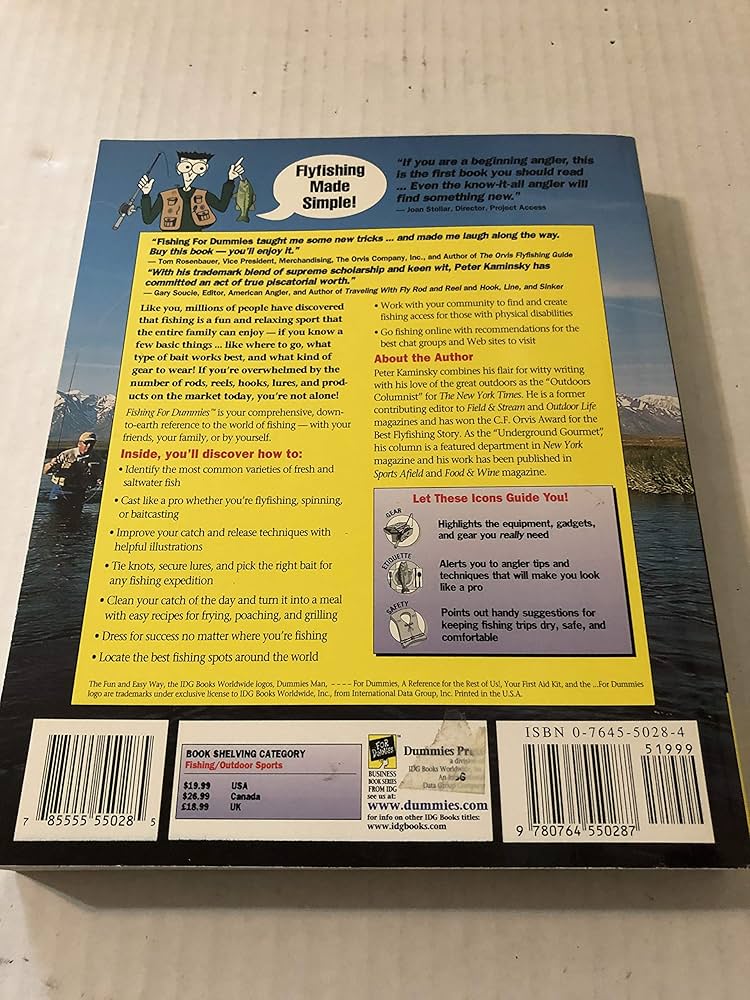 Flyfishing
Made
Simple!
"If you are a beginning angler, this
is the first book you should read
... Even the know-it-all angler will
find something new."
— Joan Stoliar, Director, Project Access
"Fishing For Dummies taught me some new tricks ... and made me laugh along the way.
Buy this book — you'll enjoy it."
— Tom Rosenbauer, Vice President, Merchandising, The Orvis Company, Inc., and Author of The Orvis Flyfishing Guide
"With his trademark blend of supreme scholarship and keen wit, Peter Kaminsky has
committed an act of true piscatorial worth."
— Gary Soucie, Editor, American Angler, and Author of Traveling With Fly Rod and Reel and Hook, Line, and Sinker
Like you, millions of people have discovered
that fishing is a fun and relaxing sport that
the entire family can enjoy — if you know a
few basic things ... like where to go, what
type of bait works best, and what kind of
gear to wear! If you're overwhelmed by the
number of rods, reels, hooks, lures, and prod-
ucts on the market today, you're not alone!
Fishing For Dummies™ is your comprehensive, down-
to-earth reference to the world of fishing — with your
friends, your family, or by yourself.
Inside, you'll discover how to:
• Identify the most common varieties of fresh and
saltwater fish
• Cast like a pro whether you're flyfishing, spinning,
or baitcasting
• Improve your catch and release techniques with
helpful illustrations
• Tie knots, secure lures, and pick the right bait for
any fishing expedition
• Clean your catch of the day and turn it into a meal
with easy recipes for frying, poaching, and grilling
• Dress for success no matter where you're fishing
• Locate the best fishing spots around the world
• Work with your community to find and create
fishing access for those with physical disabilities
• Go fishing online with recommendations for the
best chat groups and Web sites to visit
About the Author
Peter Kaminsky combines his flair for witty writing
with his love of the great outdoors as the "Outdoors
Columnist" for The New York Times. He is a former
contributing editor to Field & Stream and Outdoor Life
magazines and has won the C.F. Orvis Award for the
Best Flyfishing Story. As the "Underground Gourmet",
his column is a featured department in New York
magazine and his work has been published in
Sports Afield and Food & Wine magazine.
Let These Icons Guide You!
GEAR
Highlights the equipment, gadgets,
and gear you really need
ETIQUETTE
Alerts you to angler tips and
techniques that will make you look
like a pro
SAFETY
Points out handy suggestions for
keeping fishing trips dry, safe, and
comfortable
The Fun and Easy Way, the IDG Books Worldwide logos, Dummies Man, ----For Dummies, A Reference for the Rest of Us!, Your First Aid Kit, and the ...For Dummies
logo are trademarks under exclusive license to IDG Books Worldwide, Inc., from International Data Group, Inc. Printed in the U.S.A.
7 85555 55028 5
BOOK SHELVING CATEGORY
Fishing/Outdoor Sports
$19.99 USA
$26.99 Canada
£18.99 UK
FOR
Dummies
™
BUSINESS
BOOK SERIES
FROM IDG
see us at:
Dummies
a
IDG Books
An
Data Group
www.dummies.com
for info on other IDG Books titles:
www.idgbooks.com
ISBN 0-7645-5028-4
51999
9 780764 550287